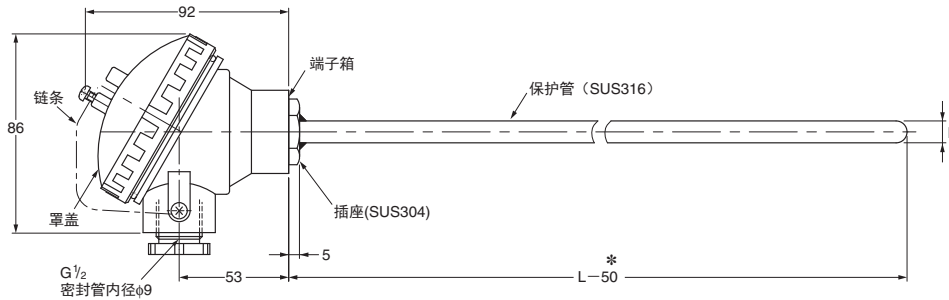 92
端子箱
保护管（SUS316）
链条
86
罩盖
插座(SUS304)
5
*
G1/2
密封管内径φ9
53
L－50